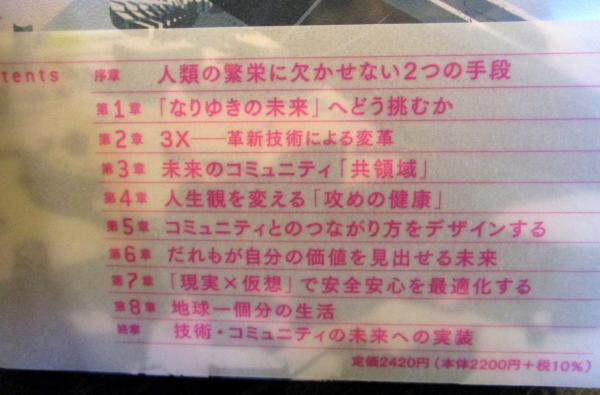 tents
序章 人類の繁栄に欠かせない2つの手段
第1章 「なりゆきの未来」へどう挑むか
第2章 3X――革新技術による変革
第3章 未来のコミュニティ「共領域」
第4章 人生観を変える「攻めの健康」
第5章 コミュニティとのつながり方をデザインする
第6章 だれもが自分の価値を見出せる未来
第7章 「現実×仮想」で安全安心を最適化する
第8章 地球一個分の生活
終章 技術・コミュニティの未来への実装
定価2420円(本体2200円+税10%)